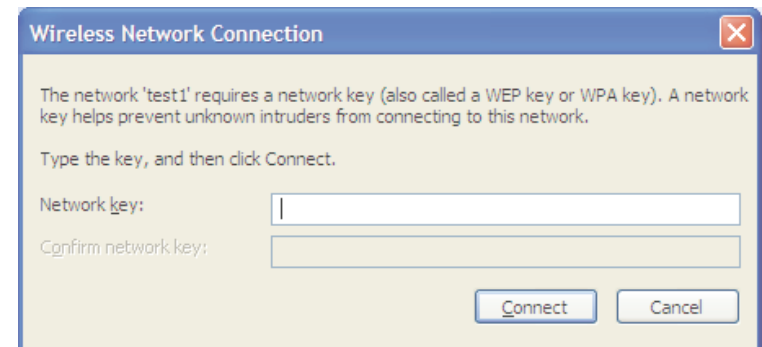 Wireless Network Connection
The network 'test1' requires a network key (also called a WEP key or WPA key). A network
key helps prevent unknown intruders from connecting to this network.
Type the key, and then click Connect.
Network key:
Confirm network key:
Connect Cancel